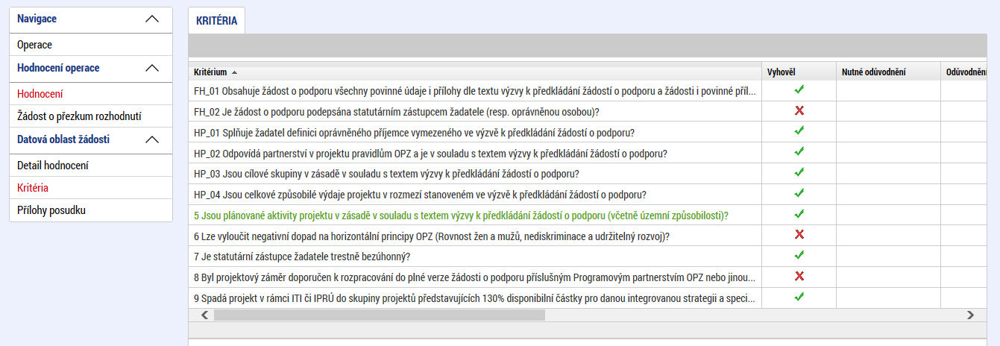 Navigace
Operace
Hodnocení operace
Hodnocení
Žádost o přezkum rozhodnutí
Datová oblast žádosti
Detail hodnocení
Kritéria
Přílohy posudku
KRITÉRIA
Kritérium Vyhověl Nutné odůvodnění Odůvodnění
FH_01 Obsahuje žádost o podporu všechny povinné údaje i přílohy dle textu výzvy k předkládání žádostí o podporu a žádosti i povinné příl...
FH_02 Je žádost o podporu podepsána statutárním zástupcem žadatele (resp. oprávněnou osobou)?
HP_01 Splňuje žadatel definici oprávněného příjemce vymezeného ve výzvě k předkládání žádostí o podporu?
HP_02 Odpovídá partnerství v projektu pravidlům OPZ a je v souladu s textem výzvy k předkládání žádostí o podporu?
HP_03 Jsou cílové skupiny v zásadě v souladu s textem výzvy k předkládání žádostí o podporu?
HP_04 Jsou celkové způsobilé výdaje projektu v rozmezí stanoveném ve výzvě k předkládání žádostí o podporu?
5 Jsou plánované aktivity projektu v zásadě v souladu s textem výzvy k předkládání žádostí o podporu (včetně územní způsobilosti)?
6 Lze vyloučit negativní dopad na horizontální principy OPZ (Rovnost žen a mužů, nediskriminace a udržitelný rozvoj)?
7 Je statutární zástupce žadatele trestně bezúhonný?
8 Byl projektový záměr doporučen k rozpracování do plné verze žádosti o podporu příslušným Programovým partnerstvím OPZ nebo jinou...
9 Spadá projekt v rámci ITI či IPRÚ do skupiny projektů představujících 130% disponibilní částky pro danou integrovanou strategii a speci...